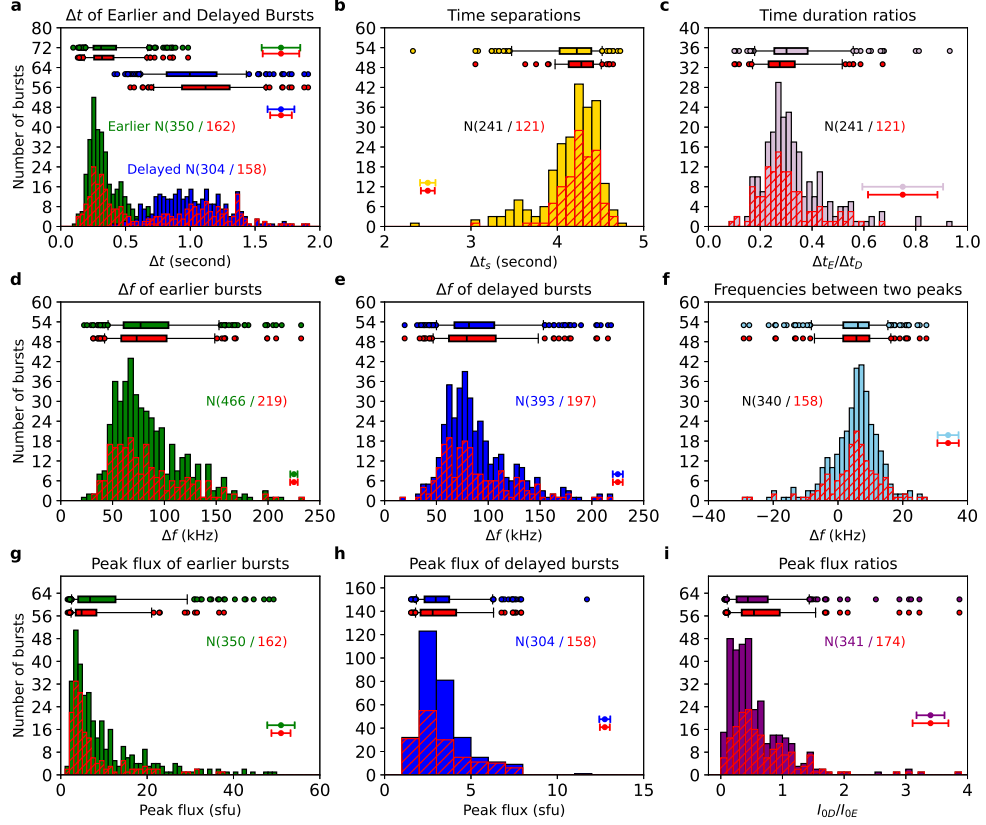 a
Δt of Earlier and Delayed Bursts
Number of bursts
80
72
64
56
48
40
32
24
16
8
0
Earlier N(350 / 162)
Delayed N(304 / 158)
0.0 0.5 1.0 1.5 2.0
Δt (second)
b
Time separations
60
54
48
42
36
30
24
18
12
6
0
N(241 / 121)
2 3 4 5
Δt_s (second)
c
Time duration ratios
40
36
32
28
24
20
16
12
8
4
0
N(241 / 121)
0.0 0.2 0.4 0.6 0.8 1.0
Δt_E/Δt_D
d
Δf of earlier bursts
Number of bursts
60
54
48
42
36
30
24
18
12
6
0
N(466 / 219)
0 50 100 150 200 250
Δf (kHz)
e
Δf of delayed bursts
60
54
48
42
36
30
24
18
12
6
0
N(393 / 197)
0 50 100 150 200 250
Δf (kHz)
f
Frequencies between two peaks
60
54
48
42
36
30
24
18
12
6
0
N(340 / 158)
−40 −20 0 20 40
Δf (kHz)
g
Peak flux of earlier bursts
Number of bursts
64
56
48
40
32
24
16
8
0
N(350 / 162)
0 20 40 60
Peak flux (sfu)
h
Peak flux of delayed bursts
160
140
120
100
80
60
40
20
0
N(304 / 158)
0 5 10 15
Peak flux (sfu)
i
Peak flux ratios
64
56
48
40
32
24
16
8
0
N(341 / 174)
0 1 2 3 4
I_0D/I_0E